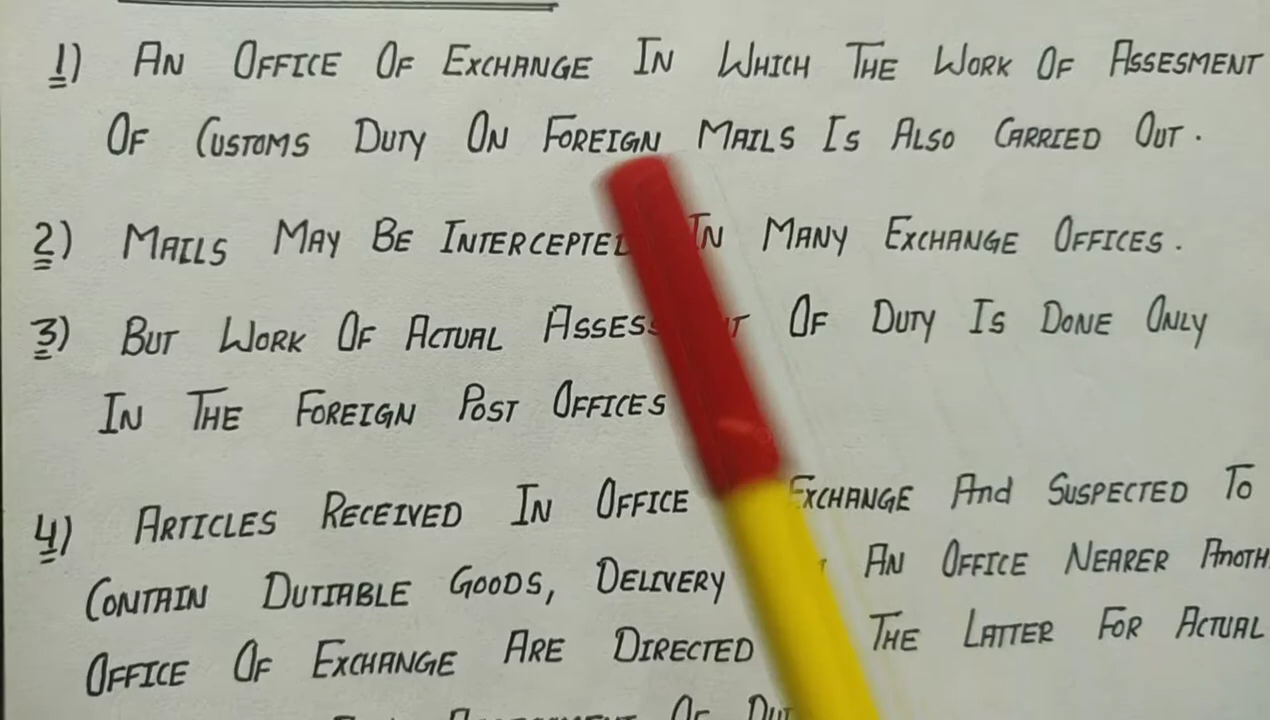 1) AN OFFICE OF EXCHANGE IN WHICH THE WORK OF ASSESMENT
OF CUSTOMS DUTY ON FOREIGN MAILS IS ALSO CARRIED OUT.
2) MAILS MAY BE INTERCEPTED IN MANY EXCHANGE OFFICES.
3) BUT WORK OF ACTUAL OF DUTY IS DONE ONLY
IN THE FOREIGN POST OFFICES
4) ARTICLES RECEIVED IN OFFICE EXCHANGE And SUSPECTED TO
CONTAIN DUTIABLE GOODS, DELIVERY AN OFFICE NEARER ANOTH
OFFICE OF EXCHANGE ARE DIRECTED THE LATTER FOR ACTUAL
OF